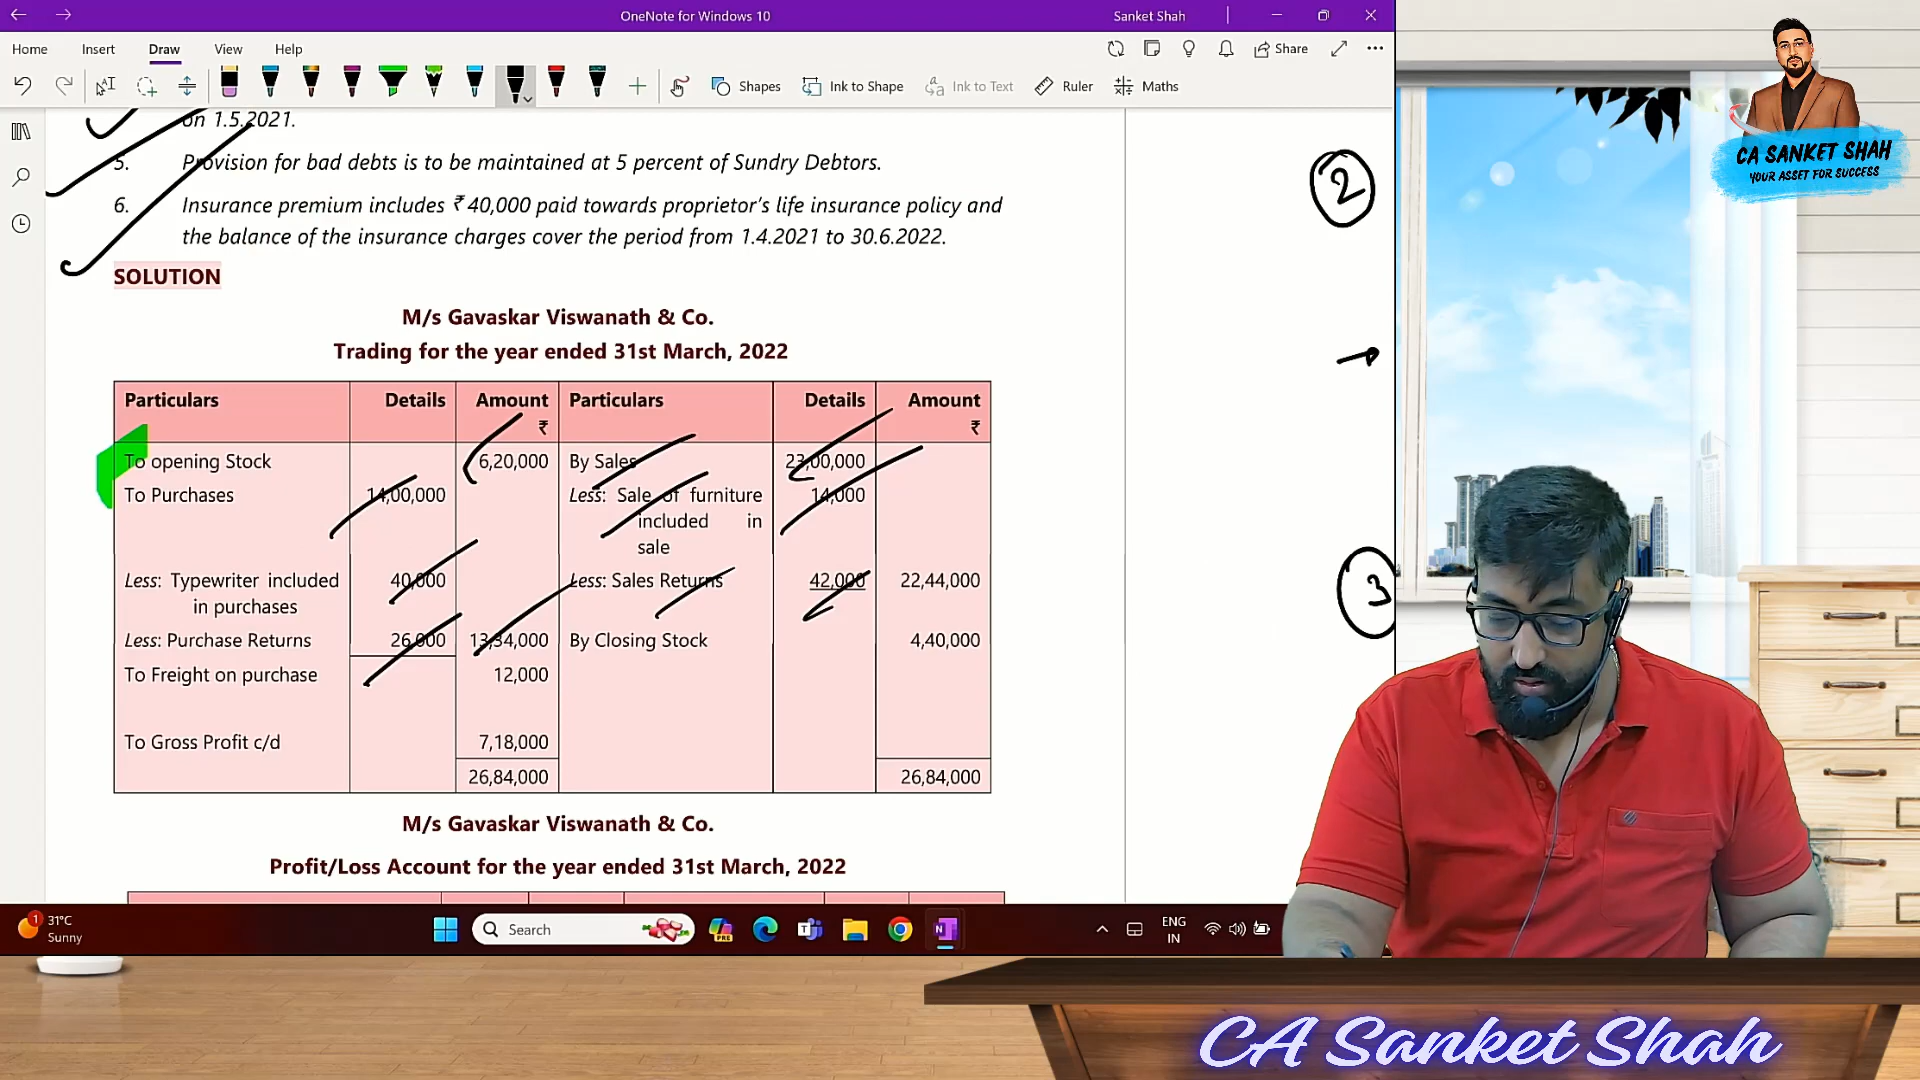 OneNote for Windows 10
Sanket Shah
Home Insert Draw View Help
Share
Shapes Ink to Shape Ink to Text Ruler Maths
on 1.5.2021.
5. Provision for bad debts is to be maintained at 5 percent of Sundry Debtors.
6. Insurance premium includes ₹ 40,000 paid towards proprietor's life insurance policy and
the balance of the insurance charges cover the period from 1.4.2021 to 30.6.2022.
SOLUTION
M/s Gavaskar Viswanath & Co.
Trading for the year ended 31st March, 2022
Particulars Details Amount Particulars Details Amount
₹ ₹
To opening Stock 6,20,000 By Sales 23,00,000
To Purchases 14,00,000 Less: Sale of furniture 14,000
included in
sale
Less: Typewriter included 40,000 Less: Sales Returns 42,000 22,44,000
in purchases
Less: Purchase Returns 26,000 13,34,000 By Closing Stock 4,40,000
To Freight on purchase 12,000
To Gross Profit c/d 7,18,000
26,84,000 26,84,000
M/s Gavaskar Viswanath & Co.
Profit/Loss Account for the year ended 31st March, 2022
2
3
CA SANKET SHAH
YOUR ASSET FOR SUCCESS
1
31°C
Sunny
Search
PRE
ENG
IN
CA Sanket Shah